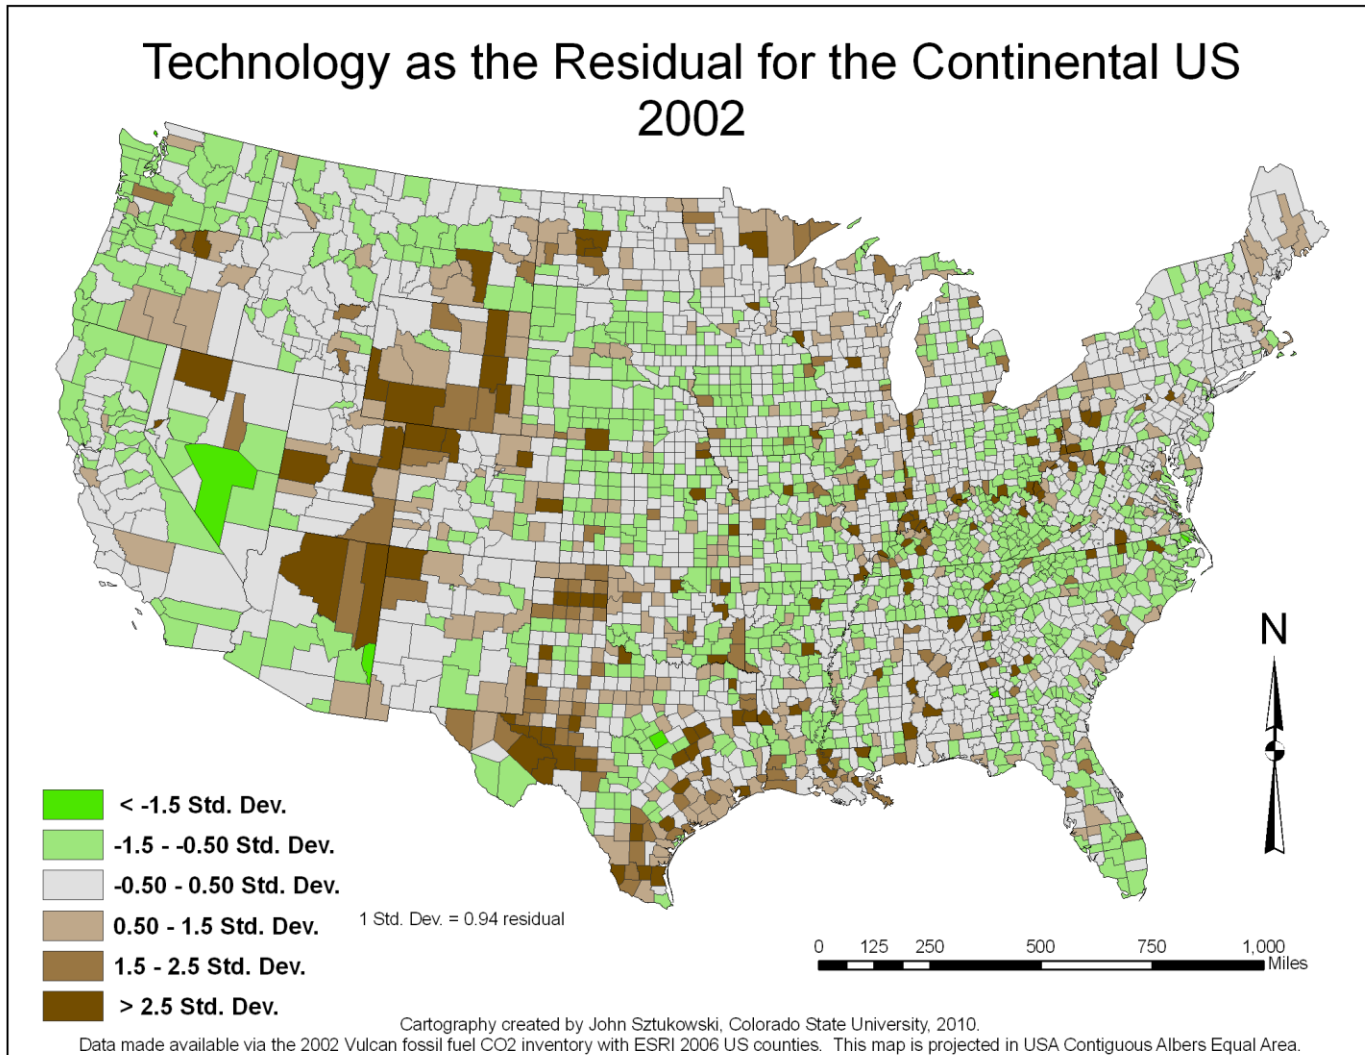 Technology as the Residual for the Continental US
2002
N
< -1.5 Std. Dev.
-1.5 - -0.50 Std. Dev.
-0.50 - 0.50 Std. Dev.
0.50 - 1.5 Std. Dev.
1.5 - 2.5 Std. Dev.
> 2.5 Std. Dev.
1 Std. Dev. = 0.94 residual
0 125 250 500 750 1,000
Miles
Cartography created by John Sztukowski, Colorado State University, 2010.
Data made available via the 2002 Vulcan fossil fuel CO2 inventory with ESRI 2006 US counties. This map is projected in USA Contiguous Albers Equal Area.